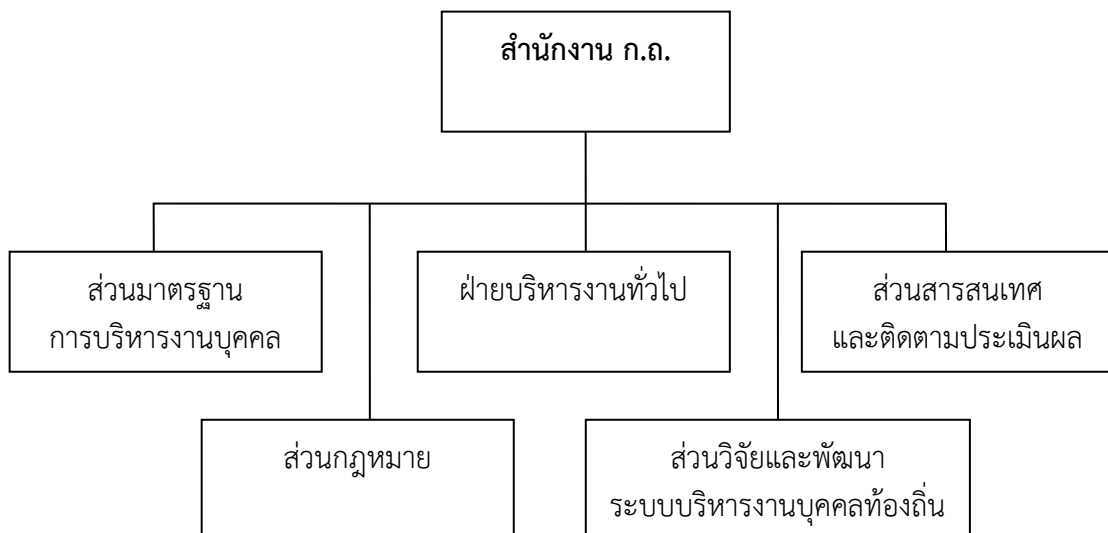 สำนักงาน ก.ถ.
ส่วนมาตรฐาน
การบริหารงานบุคคล
ฝ่ายบริหารงานทั่วไป
ส่วนสารสนเทศ
และติดตามประเมินผล
ส่วนกฎหมาย
ส่วนวิจัยและพัฒนา
ระบบบริหารงานบุคคลท้องถิ่น